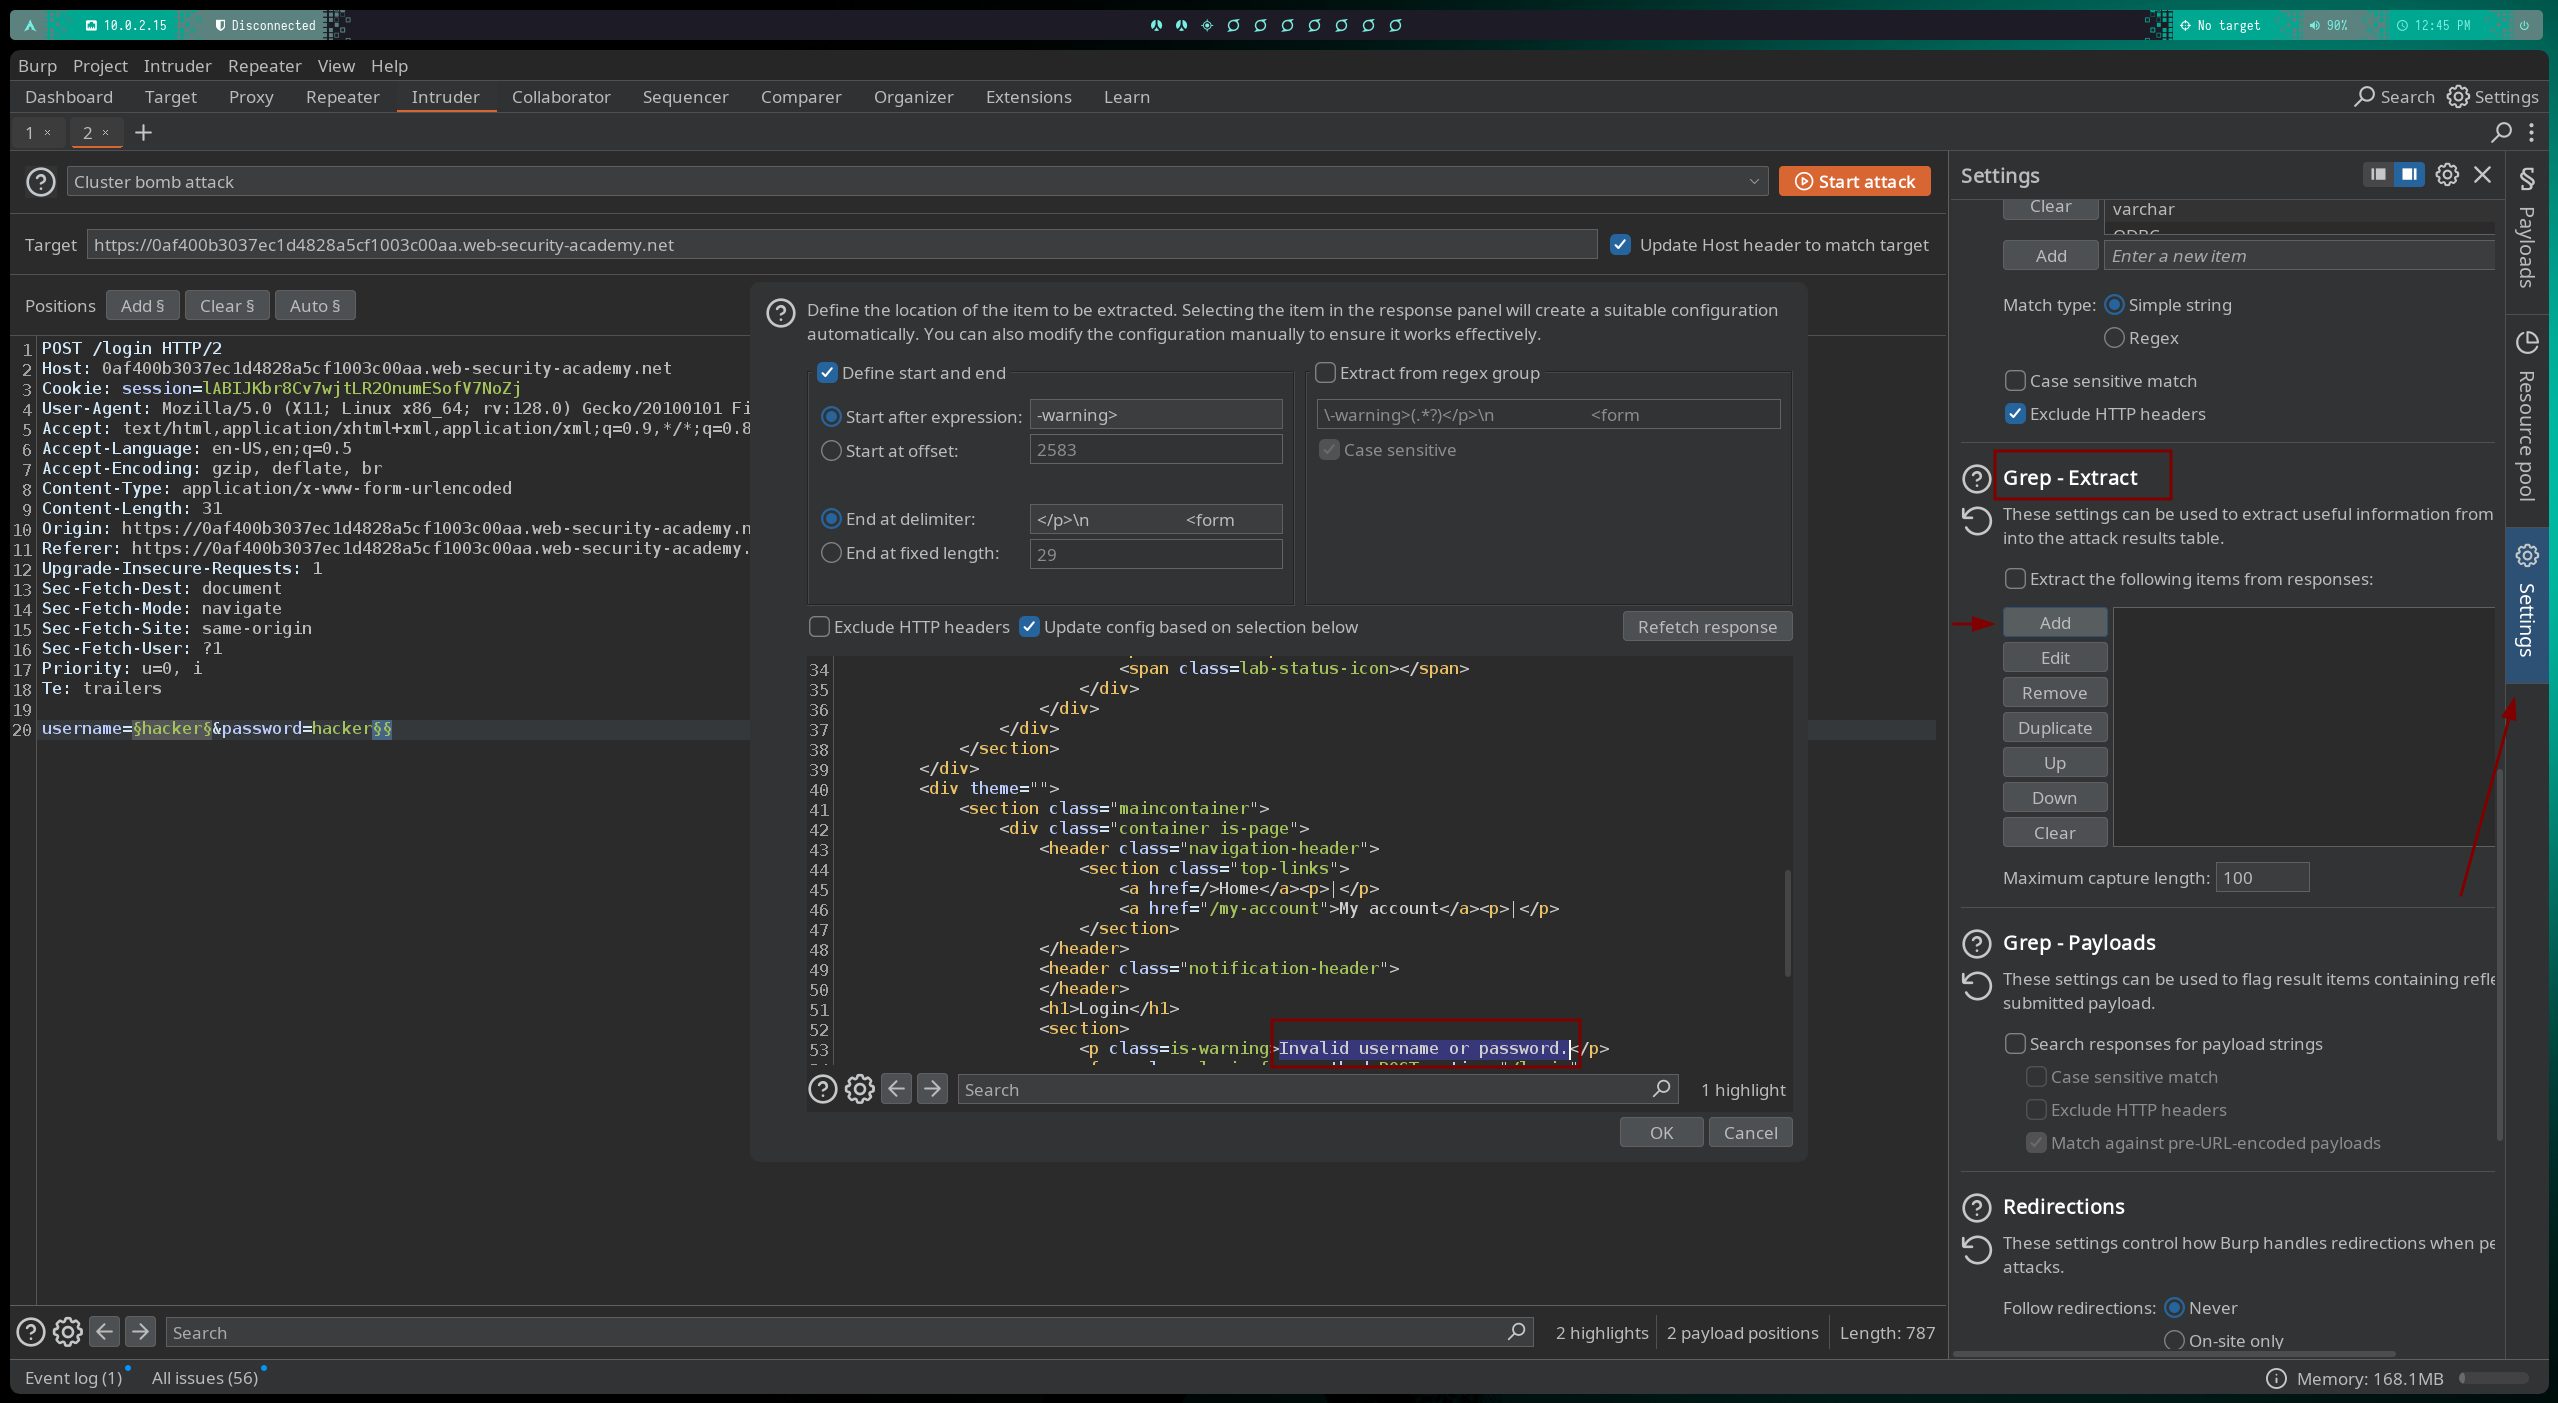 10.0.2.15 Disconnected No target 90% 12:45 PM
Burp Project Intruder Repeater View Help
Dashboard Target Proxy Repeater Intruder Collaborator Sequencer Comparer Organizer Extensions Learn Search Settings
1 × 2 × +
Cluster bomb attack Start attack
Target https://0af400b3037ec1d4828a5cf1003c00aa.web-security-academy.net Update Host header to match target
Positions Add § Clear § Auto §
1 POST /login HTTP/2
2 Host: 0af400b3037ec1d4828a5cf1003c00aa.web-security-academy.net
3 Cookie: session=lABIJKbr8Cv7wjtLR2OnumESofV7NoZj
4 User-Agent: Mozilla/5.0 (X11; Linux x86_64; rv:128.0) Gecko/20100101 Fi
5 Accept: text/html,application/xhtml+xml,application/xml;q=0.9,*/*;q=0.8
6 Accept-Language: en-US,en;q=0.5
7 Accept-Encoding: gzip, deflate, br
8 Content-Type: application/x-www-form-urlencoded
9 Content-Length: 31
10 Origin: https://0af400b3037ec1d4828a5cf1003c00aa.web-security-academy.n
11 Referer: https://0af400b3037ec1d4828a5cf1003c00aa.web-security-academy.
12 Upgrade-Insecure-Requests: 1
13 Sec-Fetch-Dest: document
14 Sec-Fetch-Mode: navigate
15 Sec-Fetch-Site: same-origin
16 Sec-Fetch-User: ?1
17 Priority: u=0, i
18 Te: trailers
19
20 username=§hacker§&password=hacker§§
Define the location of the item to be extracted. Selecting the item in the response panel will create a suitable configuration
automatically. You can also modify the configuration manually to ensure it works effectively.
Define start and end
Start after expression: -warning>
Start at offset: 2583
End at delimiter: </p>\n <form
End at fixed length: 29
Extract from regex group
\-warning>(.*?)</p>\n <form
Case sensitive
Exclude HTTP headers Update config based on selection below Refetch response
34 <span class=lab-status-icon></span>
35 </div>
36 </div>
37 </div>
38 </section>
39 </div>
40 <div theme="">
41 <section class="maincontainer">
42 <div class="container is-page">
43 <header class="navigation-header">
44 <section class="top-links">
45 <a href=/>Home</a><p>|</p>
46 <a href="/my-account">My account</a><p>|</p>
47 </section>
48 </header>
49 <header class="notification-header">
50 </header>
51 <h1>Login</h1>
52 <section>
53 <p class=is-warning>Invalid username or password.</p>
Search 1 highlight
OK Cancel
Settings
Clear varchar
Add Enter a new item
Match type: Simple string
Regex
Case sensitive match
Exclude HTTP headers
Grep - Extract
These settings can be used to extract useful information from
into the attack results table.
Extract the following items from responses:
Add
Edit
Remove
Duplicate
Up
Down
Clear
Maximum capture length: 100
Grep - Payloads
These settings can be used to flag result items containing refle
submitted payload.
Search responses for payload strings
Case sensitive match
Exclude HTTP headers
Match against pre-URL-encoded payloads
Redirections
These settings control how Burp handles redirections when pe
attacks.
Follow redirections: Never
On-site only
§ Payloads
Resource pool
Settings
Search 2 highlights 2 payload positions Length: 787
Event log (1) All issues (56) Memory: 168.1MB